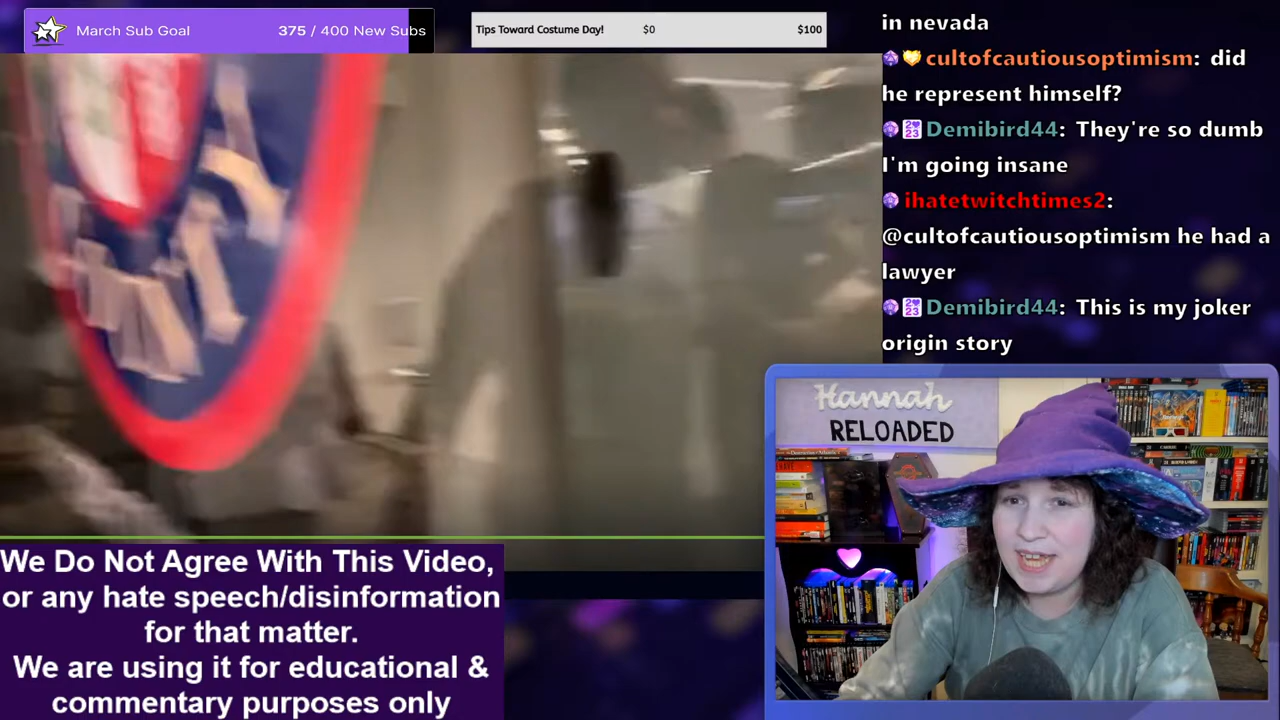 March Sub Goal
375 / 400 New Subs
Tips Toward Costume Day!
$0
$100
in nevada
cultofcautiousoptimism: did
he represent himself?
Demibird44: They're so dumb
I'm going insane
ihatetwitchtimes2:
@cultofcautiousoptimism he had a
lawyer
Demibird44: This is my joker
origin story
Hannah
RELOADED
We Do Not Agree With This Video,
or any hate speech/disinformation
for that matter.
We are using it for educational &
commentary purposes only